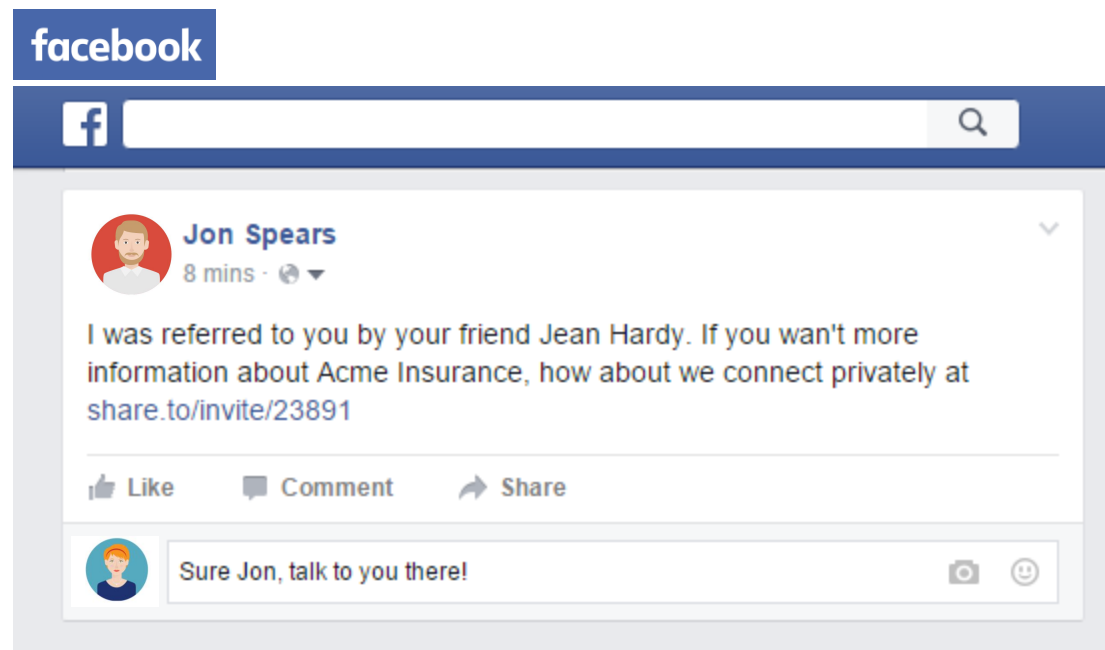 facebook
f
Jon Spears
8 mins ·
I was referred to you by your friend Jean Hardy. If you wan't more
information about Acme Insurance, how about we connect privately at
share.to/invite/23891
Like Comment Share
Sure Jon, talk to you there!